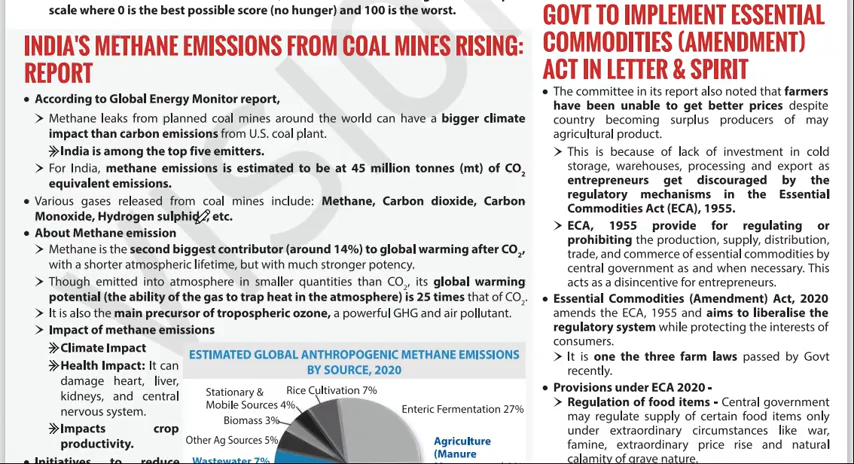 scale where 0 is the best possible score (no hunger) and 100 is the worst.
INDIA'S METHANE EMISSIONS FROM COAL MINES RISING:
REPORT
• According to Global Energy Monitor report,
➢ Methane leaks from planned coal mines around the world can have a bigger climate
impact than carbon emissions from U.S. coal plant.
⨠India is among the top five emitters.
➢ For India, methane emissions is estimated to be at 45 million tonnes (mt) of CO₂
equivalent emissions.
• Various gases released from coal mines include: Methane, Carbon dioxide, Carbon
Monoxide, Hydrogen sulphide, etc.
• About Methane emission
➢ Methane is the second biggest contributor (around 14%) to global warming after CO₂,
with a shorter atmospheric lifetime, but with much stronger potency.
➢ Though emitted into atmosphere in smaller quantities than CO₂, its global warming
potential (the ability of the gas to trap heat in the atmosphere) is 25 times that of CO₂.
➢ It is also the main precursor of tropospheric ozone, a powerful GHG and air pollutant.
➢ Impact of methane emissions
⨠Climate Impact
⨠Health Impact: It can
damage heart, liver,
kidneys, and central
nervous system.
⨠Impacts crop
productivity.
• Initiatives to reduce
ESTIMATED GLOBAL ANTHROPOGENIC METHANE EMISSIONS
BY SOURCE, 2020
Stationary &
Mobile Sources 4%
Rice Cultivation 7%
Biomass 3%
Enteric Fermentation 27%
Other Ag Sources 5%
Wastewater 7%
Agriculture
(Manure
GOVT TO IMPLEMENT ESSENTIAL
COMMODITIES (AMENDMENT)
ACT IN LETTER & SPIRIT
• The committee in its report also noted that farmers
have been unable to get better prices despite
country becoming surplus producers of may
agricultural product.
➢ This is because of lack of investment in cold
storage, warehouses, processing and export as
entrepreneurs get discouraged by the
regulatory mechanisms in the Essential
Commodities Act (ECA), 1955.
➢ ECA, 1955 provide for regulating or
prohibiting the production, supply, distribution,
trade, and commerce of essential commodities by
central government as and when necessary. This
acts as a disincentive for entrepreneurs.
• Essential Commodities (Amendment) Act, 2020
amends the ECA, 1955 and aims to liberalise the
regulatory system while protecting the interests of
consumers.
➢ It is one the three farm laws passed by Govt
recently.
• Provisions under ECA 2020 -
➢ Regulation of food items - Central government
may regulate supply of certain food items only
under extraordinary circumstances like war,
famine, extraordinary price rise and natural
calamity of grave nature.
VISION